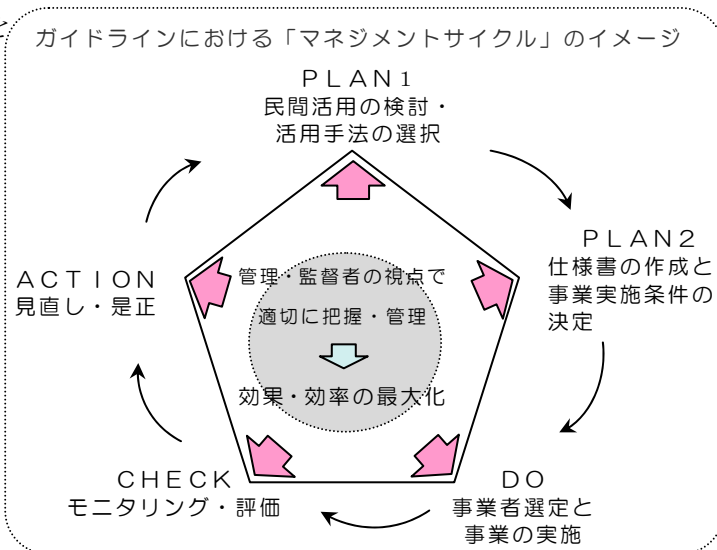 ガイドラインにおける「マネジメントサイクル」のイメージ
ＰＬＡＮ１
民間活用の検討・
活用手法の選択
ＰＬＡＮ２
仕様書の作成と
事業実施条件の
決定
ＤＯ
事業者選定と
事業の実施
ＣＨＥＣＫ
モニタリング・評価
ＡＣＴＩＯＮ
見直し・是正
管理・監督者の視点で
適切に把握・管理
効果・効率の最大化